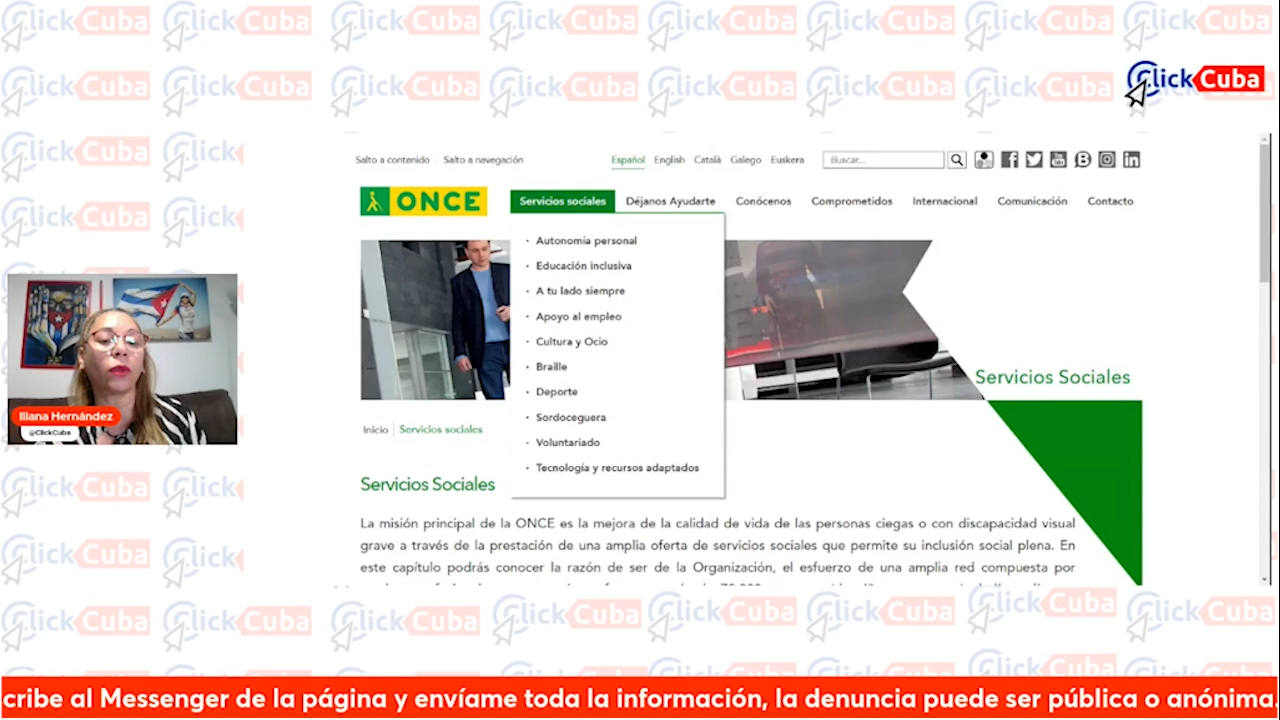 ClickCuba
Salto a contenido
Salto a navegación
Español English Català Galego Euskera
Buscar...
ONCE
Servicios sociales Déjanos Ayudarte Conócenos Comprometidos Internacional Comunicación Contacto
· Autonomía personal
· Educación inclusiva
· A tu lado siempre
· Apoyo al empleo
· Cultura y Ocio
· Braille
· Deporte
· Sordoceguera
· Voluntariado
· Tecnología y recursos adaptados
Servicios Sociales
Iliana Hernández
@ClickCuba
Inicio Servicios sociales
Servicios Sociales
La misión principal de la ONCE es la mejora de la calidad de vida de las personas ciegas o con discapacidad visual
grave a través de la prestación de una amplia oferta de servicios sociales que permite su inclusión social plena. En
este capítulo podrás conocer la razón de ser de la Organización, el esfuerzo de una amplia red compuesta por
cribe al Messenger de la página y envíame toda la información, la denuncia puede ser pública o anónima.